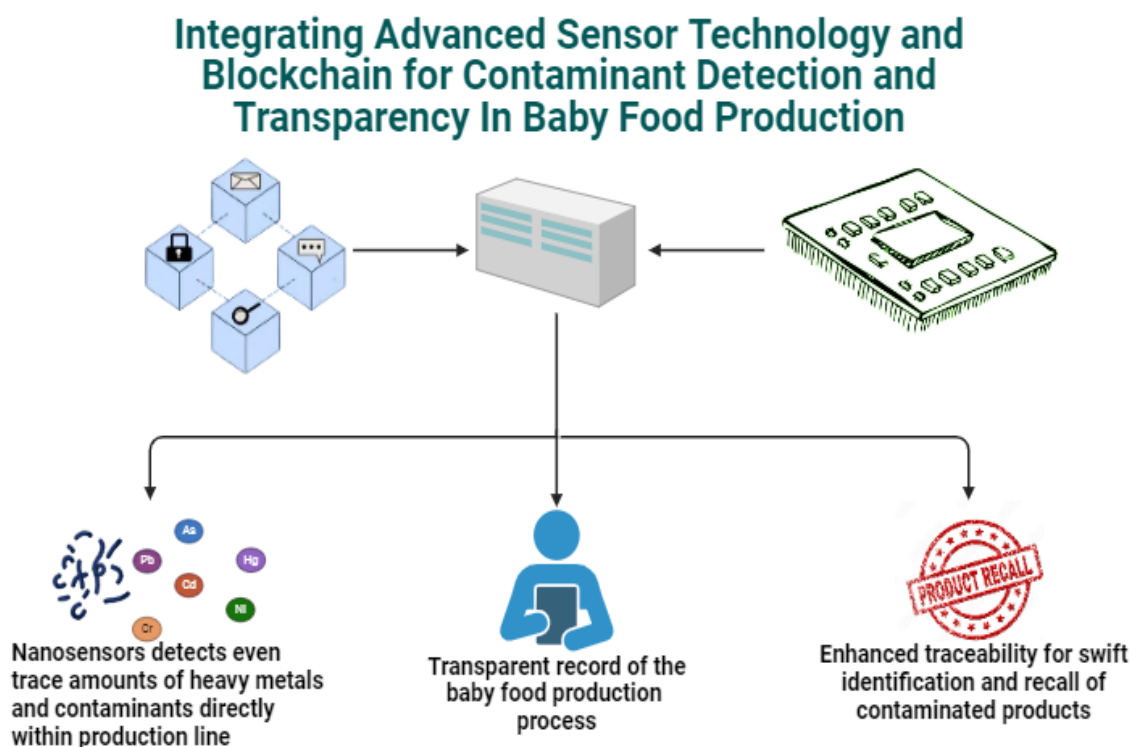 Integrating Advanced Sensor Technology and
Blockchain for Contaminant Detection and
Transparency In Baby Food Production
As
Pb
Hg
Cd
NI
Cr
PRODUCT RECALL
Nanosensors detects even
trace amounts of heavy metals
and contaminants directly
within production line
Transparent record of the
baby food production
process
Enhanced traceability for swift
identification and recall of
contaminated products